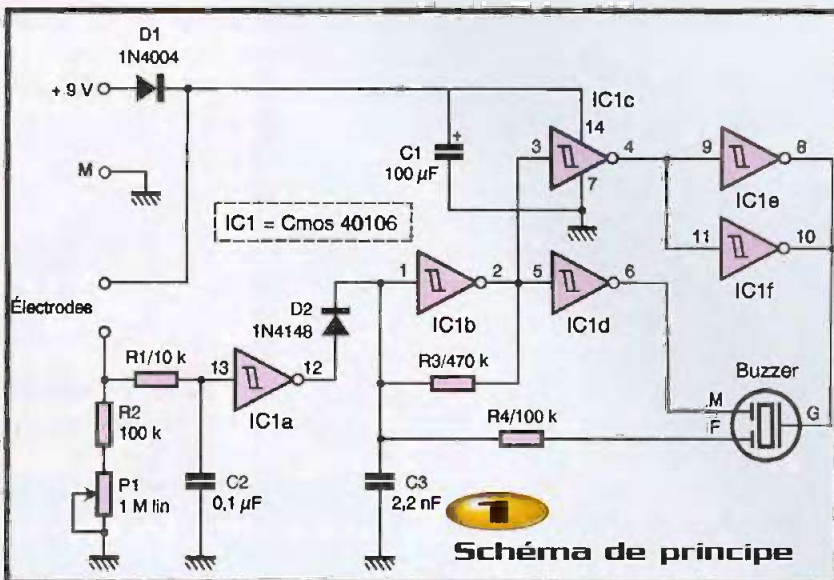 D1
1N4004
+ 9 V
M
IC1c
14
3
4
7
C1
100 µF
+
9
8
IC1e
11
10
IC1f
IC1 = Cmos 40106
Électrodes
D2
1N4148
1
2
IC1b
5
6
IC1d
R1/10 k
13
12
IC1a
R3/470 k
Buzzer
M
F
G
R2
100 k
R4/100 k
P1
1 M lin
C2
0,1 µF
C3
2,2 nF
1
Schéma de principe